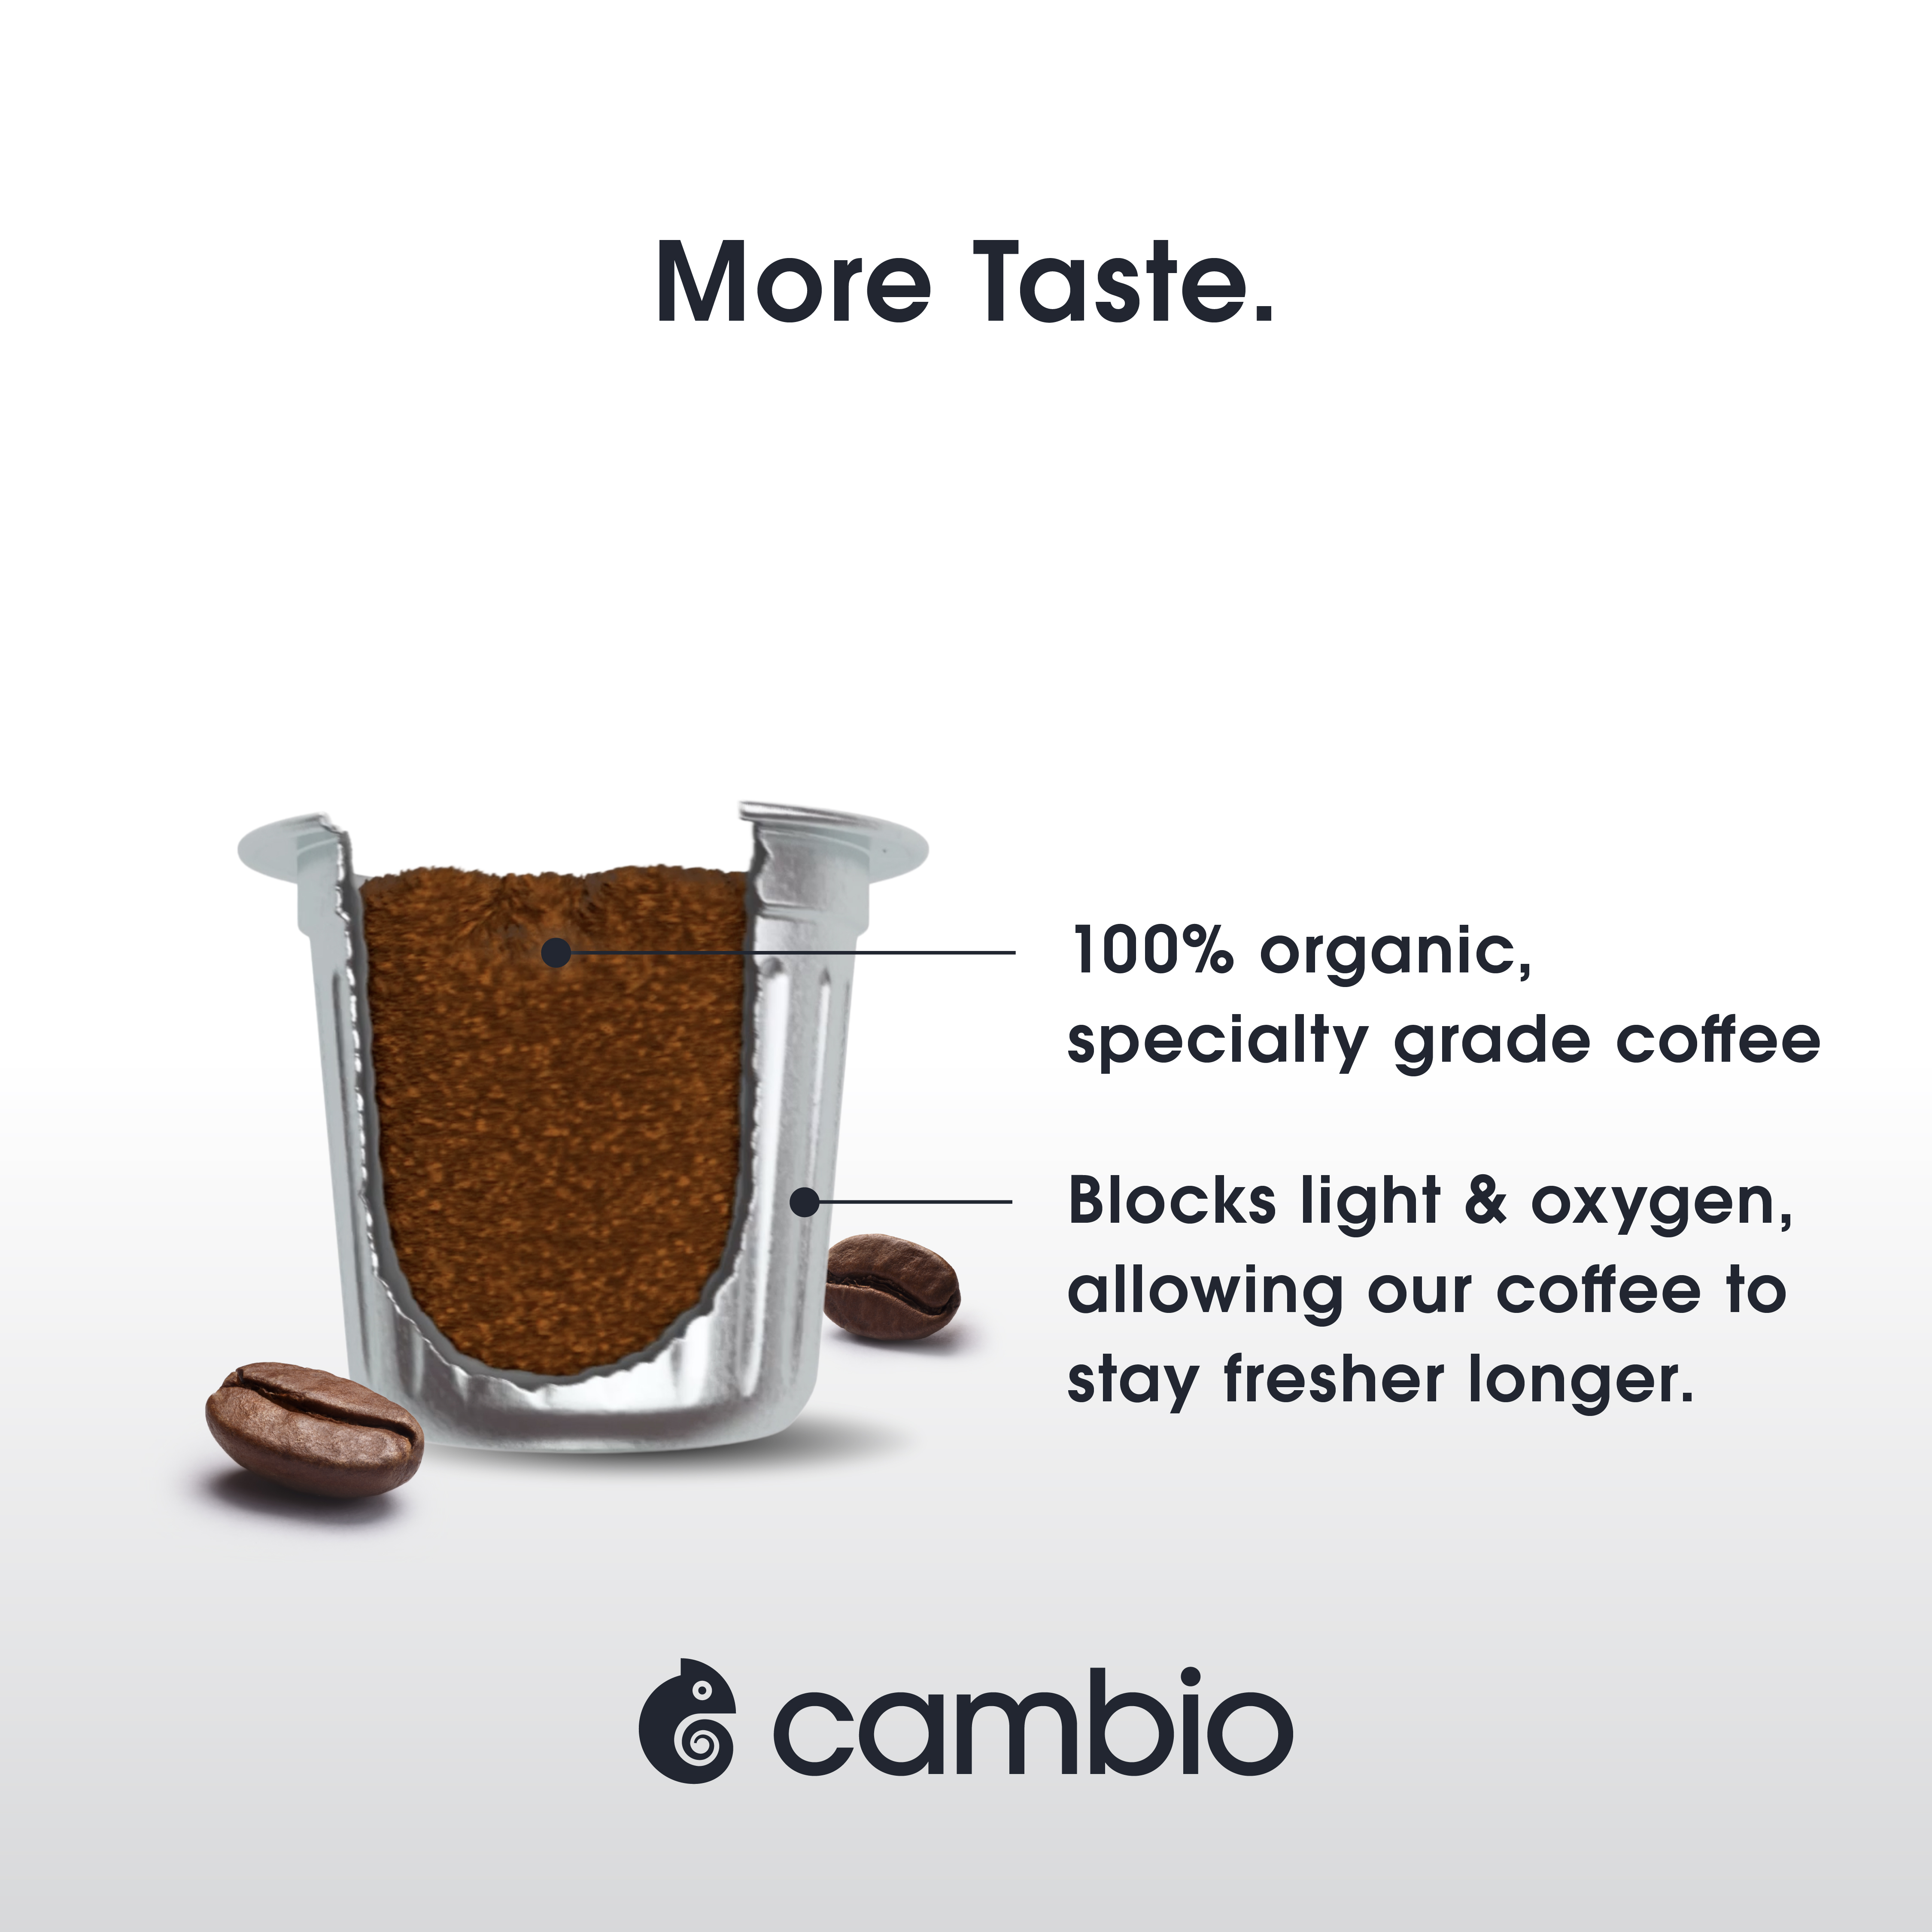 More Taste.
100% organic,
specialty grade coffee
Blocks light & oxygen,
allowing our coffee to
stay fresher longer.
cambio